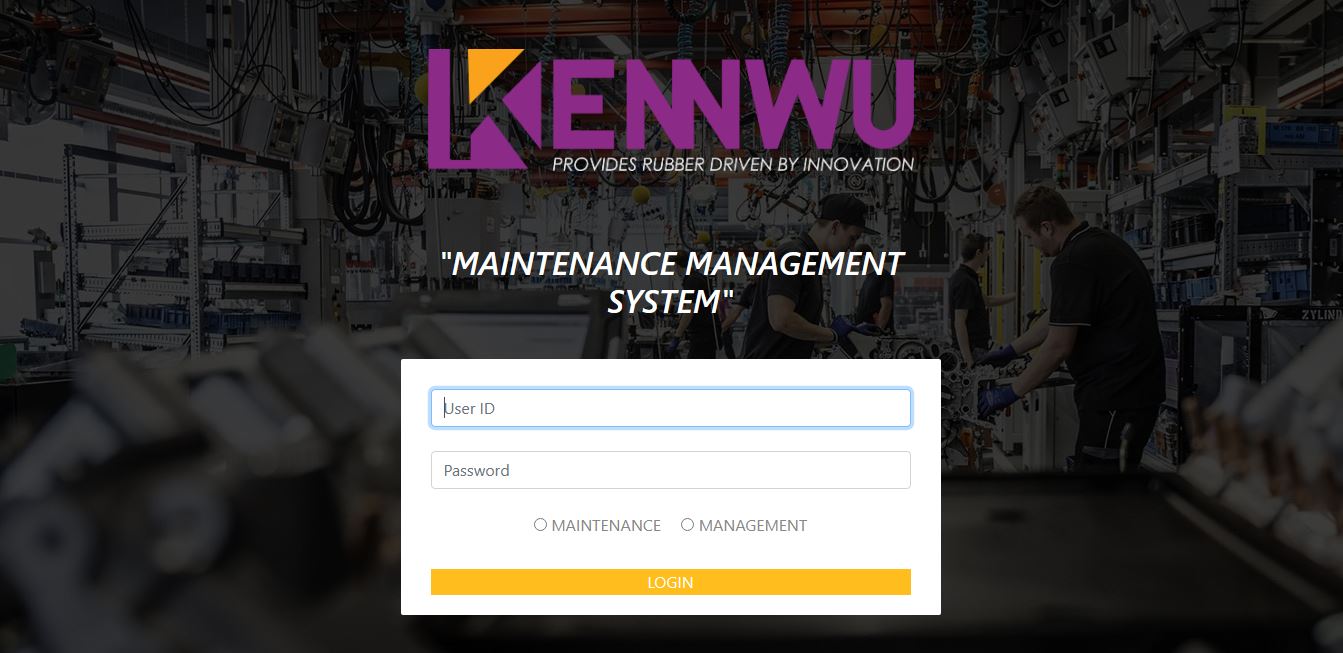 KENNWU
PROVIDES RUBBER DRIVEN BY INNOVATION
"MAINTENANCE MANAGEMENT
SYSTEM"
ZYLIND
User ID
Password
MAINTENANCE MANAGEMENT
LOGIN